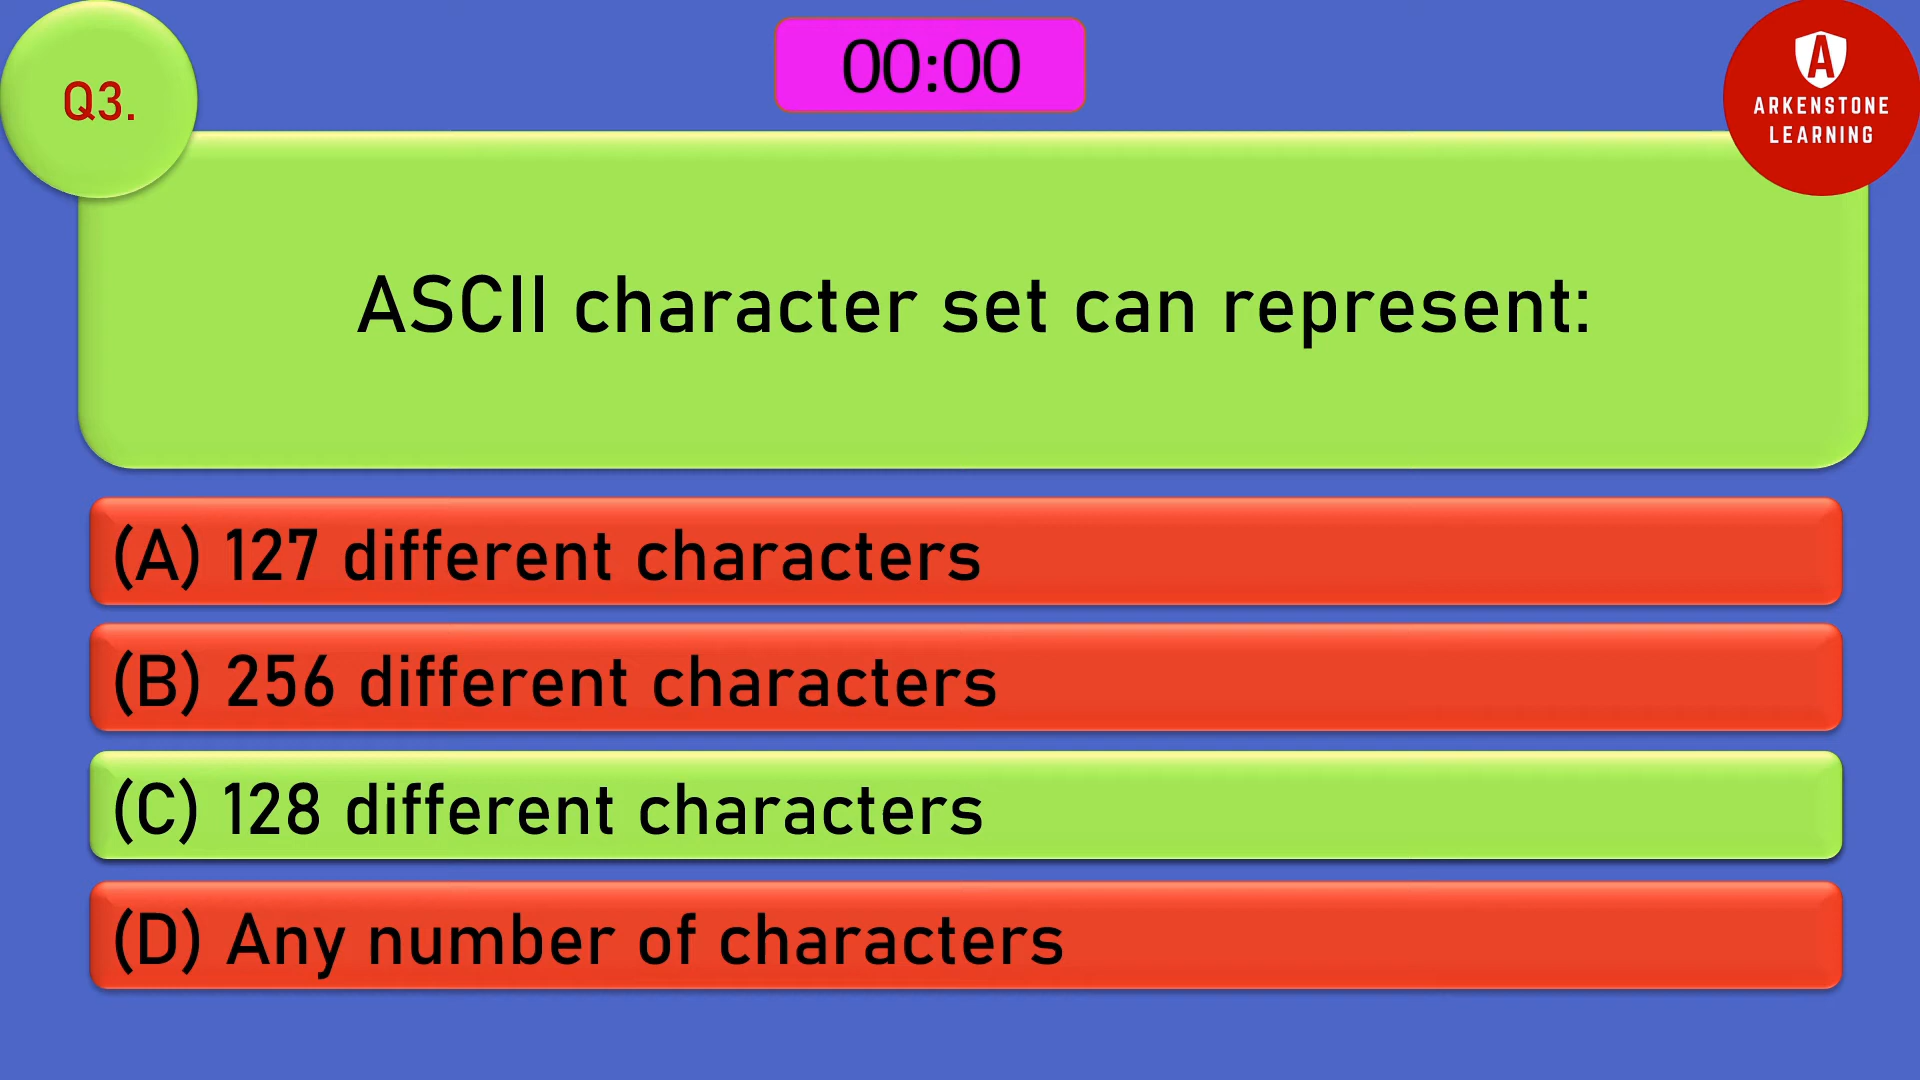 Q3.
00:00
A
ARKENSTONE
LEARNING
ASCII character set can represent:
(A) 127 different characters
(B) 256 different characters
(C) 128 different characters
(D) Any number of characters